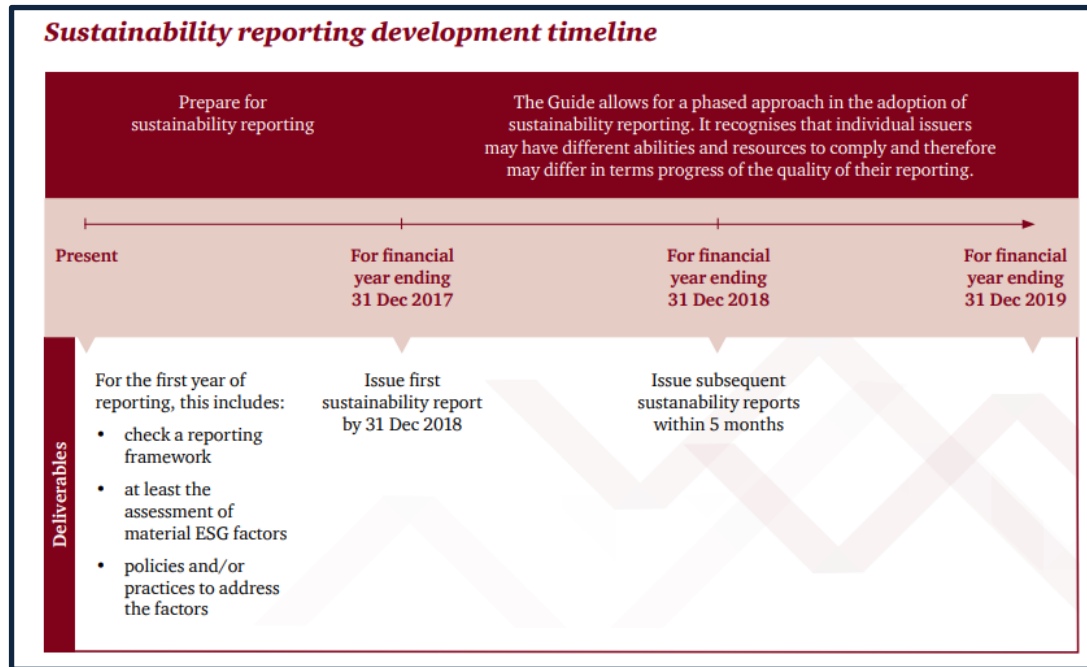 Sustainability reporting development timeline
Prepare for
sustainability reporting
The Guide allows for a phased approach in the adoption of
sustainability reporting. It recognises that individual issuers
may have different abilities and resources to comply and therefore
may differ in terms progress of the quality of their reporting.
Present
For financial
year ending
31 Dec 2017
For financial
year ending
31 Dec 2018
For financial
year ending
31 Dec 2019
Deliverables
For the first year of
reporting, this includes:
• check a reporting
framework
• at least the
assessment of
material ESG factors
• policies and/or
practices to address
the factors
Issue first
sustainability report
by 31 Dec 2018
Issue subsequent
sustanability reports
within 5 months